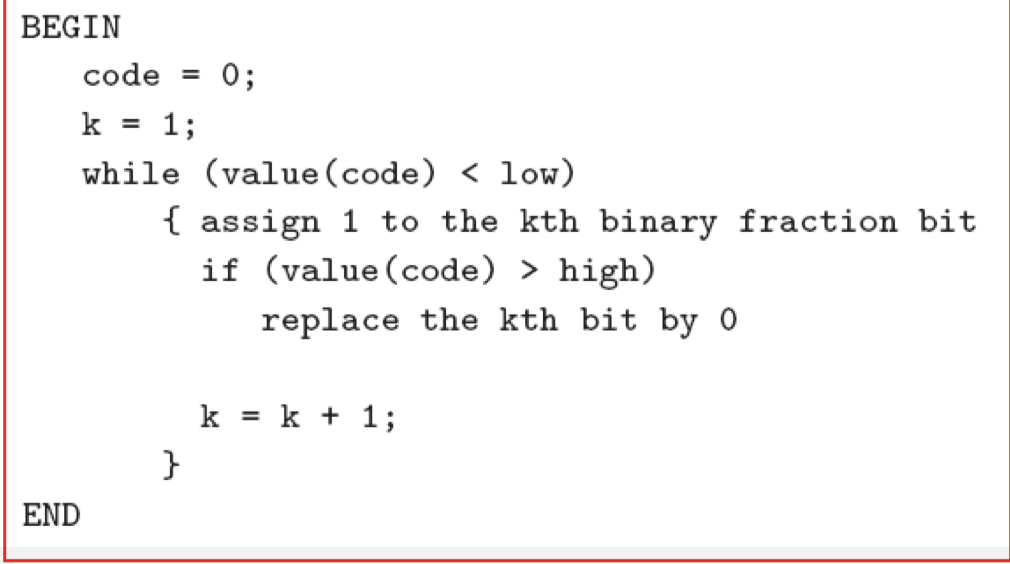 BEGIN
code = 0;
k = 1;
while (value(code) < low)
{ assign 1 to the kth binary fraction bit
if (value(code) > high)
replace the kth bit by 0
k = k + 1;
}
END